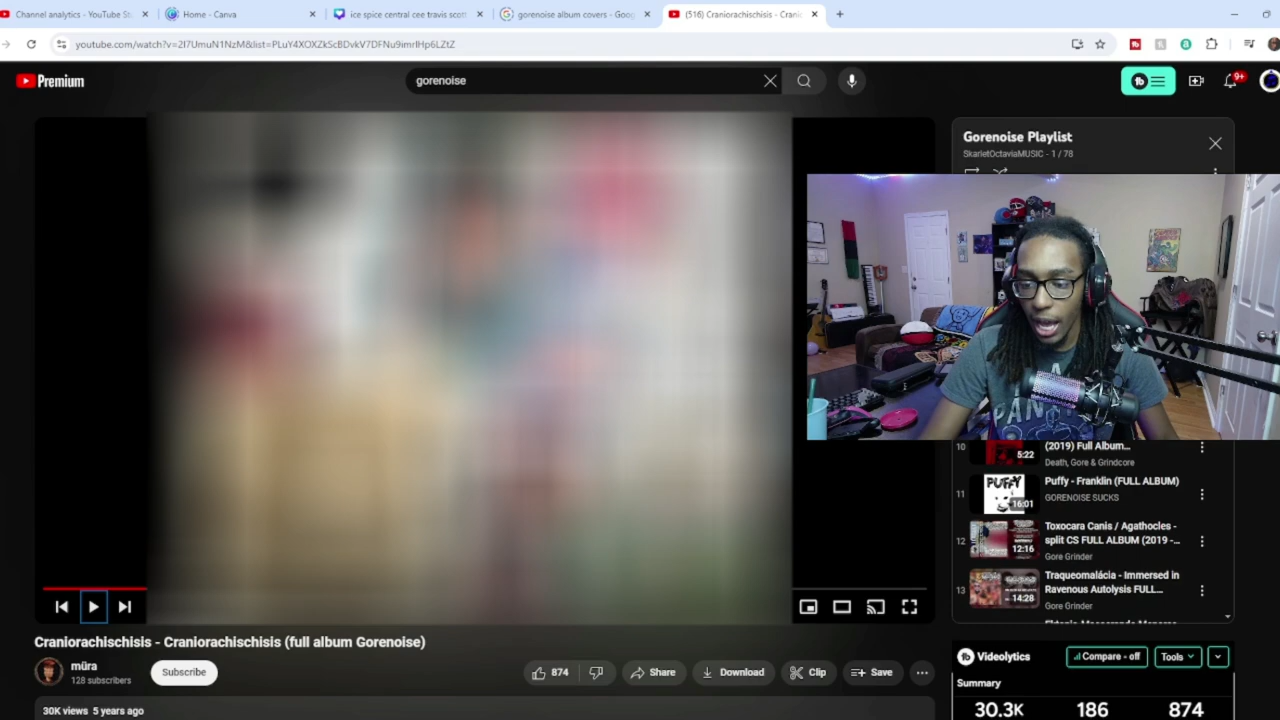 Channel analytics - YouTube St
Home - Canva
ice spice central cee travis scott
gorenoise album covers - Goog
(516) Craniorachischisis - Crani
youtube.com/watch?v=2I7UmuN1NzM&list=PLuY4XOXZkScBDvkV7DFNu9imrIHp6LZtZ
Premium
gorenoise
9+
Gorenoise Playlist
SkarletOctaviaMUSIC - 1 / 78
10
(2019) Full Album...
5:22
Death, Gore & Grindcore
11
PUFFY
16:01
Puffy - Franklin (FULL ALBUM)
GORENOISE SUCKS
12
12:16
Toxocara Canis / Agathocles -
split CS FULL ALBUM (2019 -...
Gore Grinder
13
14:28
Traqueomalácia - Immersed in
Ravenous Autolysis FULL...
Gore Grinder
Craniorachischisis - Craniorachischisis (full album Gorenoise)
müra
128 subscribers
Subscribe
874
Share
Download
Clip
Save
30K views 5 years ago
Videolytics
Compare - off
Tools
Summary
30.3K
186
874